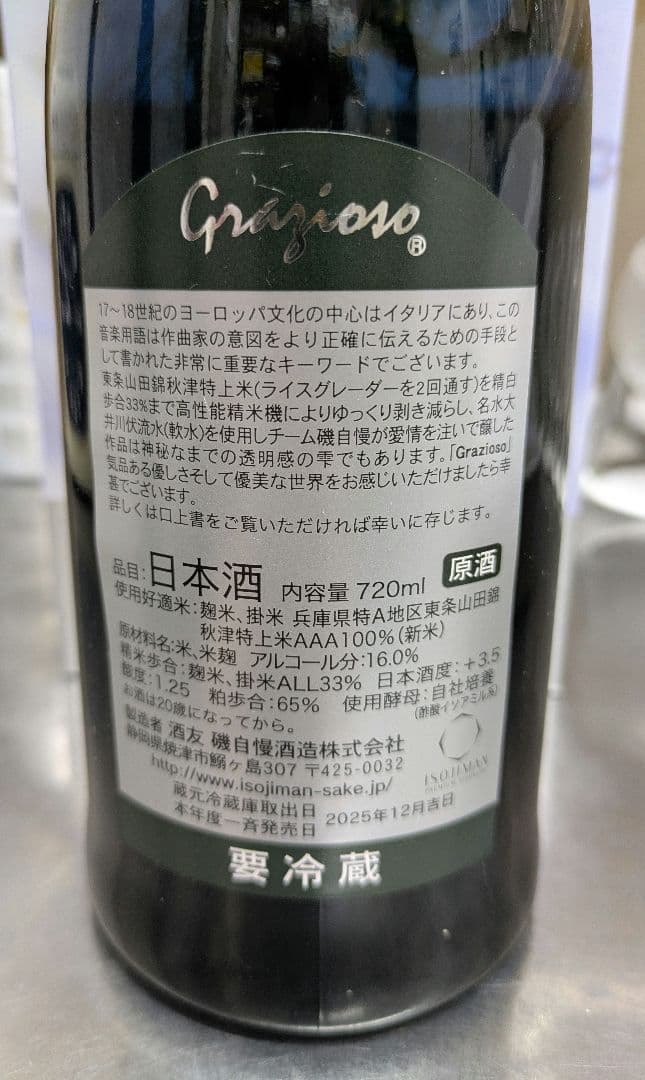 Grazioso®
17〜18世紀のヨーロッパ文化の中心はイタリアにあり、この
音楽用語は作曲家の意図をより正確に伝えるための手段と
して書かれた非常に重要なキーワードでございます。
東条山田錦秋津特上米(ライスグレーダーを2回通す)を精白
歩合33%まで高性能精米機によりゆっくり剥き減らし、名水大
井川伏流水(軟水)を使用しチーム磯自慢が愛情を注いで醸した
作品は神秘なまでの透明感の雫でもあります。「Grazioso」
気品ある優しさそして優美な世界をお感じいただけましたら幸
甚でございます。
詳しくは口上書をご覧いただければ幸いに存じます。
品目:日本酒 内容量 720ml 原酒
使用好適米:麹米、掛米 兵庫県特A地区東条山田錦
秋津特上米AAA100%(新米)
原材料名:米、米麹 アルコール分:16.0%
精米歩合:麹米、掛米ALL33% 日本酒度:+3.5
酸度:1.25 粕歩合:65% 使用酵母:自社培養
(酢酸イソアミル系)
お酒は20歳になってから。
製造者 酒友 磯自慢酒造株式会社
静岡県焼津市鰯ヶ島307 〒425-0032
http://www.isojiman-sake.jp/
ISOJIMAN
蔵元冷蔵庫取出日
本年度一斉発売日 2025年12月吉日
要冷蔵